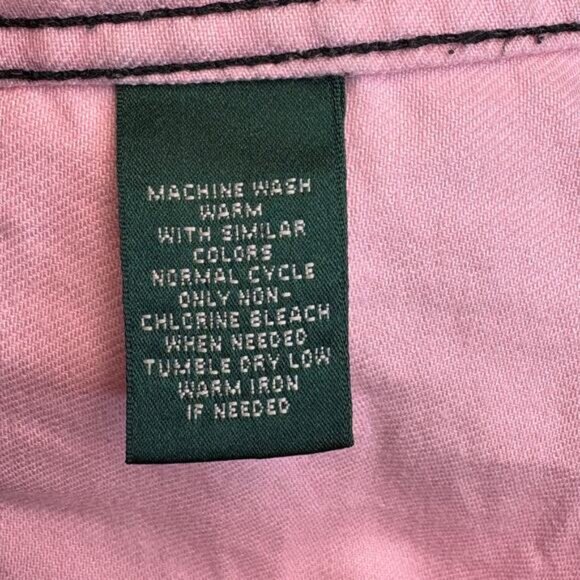 MACHINE WASH
WARM
WITH SIMILAR
COLORS
NORMAL CYCLE
ONLY NON-
CHLORINE BLEACH
WHEN NEEDED
TUMBLE DRY LOW
WARM IRON
IF NEEDED